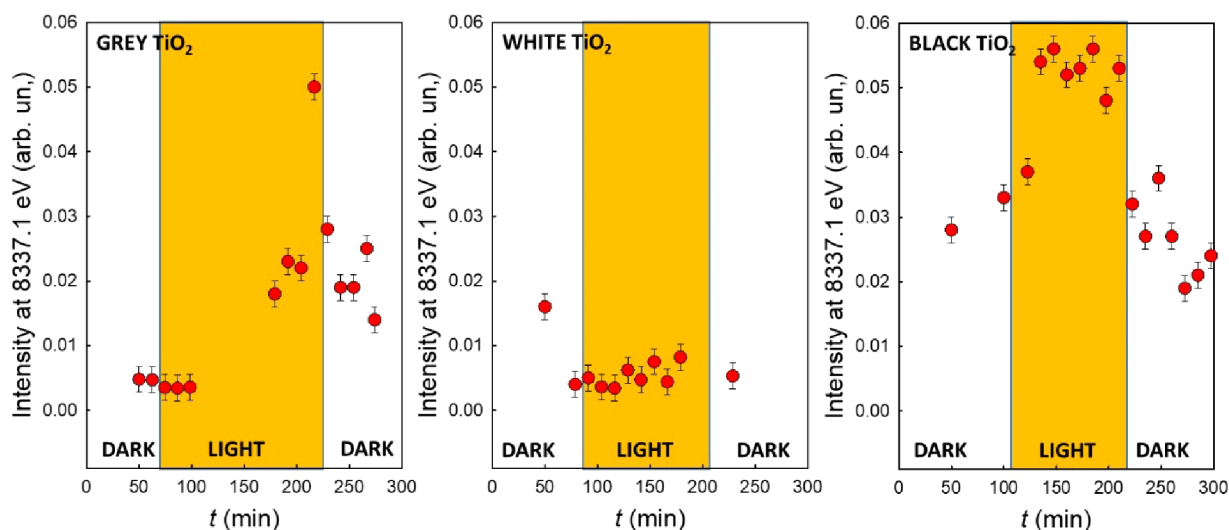 Intensity at 8337.1 eV (arb. un,)
0.06
0.05
0.04
0.03
0.02
0.01
0.00
GREY TiO₂
DARK LIGHT DARK
0 50 100 150 200 250 300
t (min)
Intensity at 8337.1 eV (arb. un,)
0.06
0.05
0.04
0.03
0.02
0.01
0.00
WHITE TiO₂
DARK LIGHT DARK
0 50 100 150 200 250 300
t (min)
Intensity at 8337.1 eV (arb. un,)
0.06
0.05
0.04
0.03
0.02
0.01
0.00
BLACK TiO₂
DARK LIGHT DARK
0 50 100 150 200 250 300
t (min)